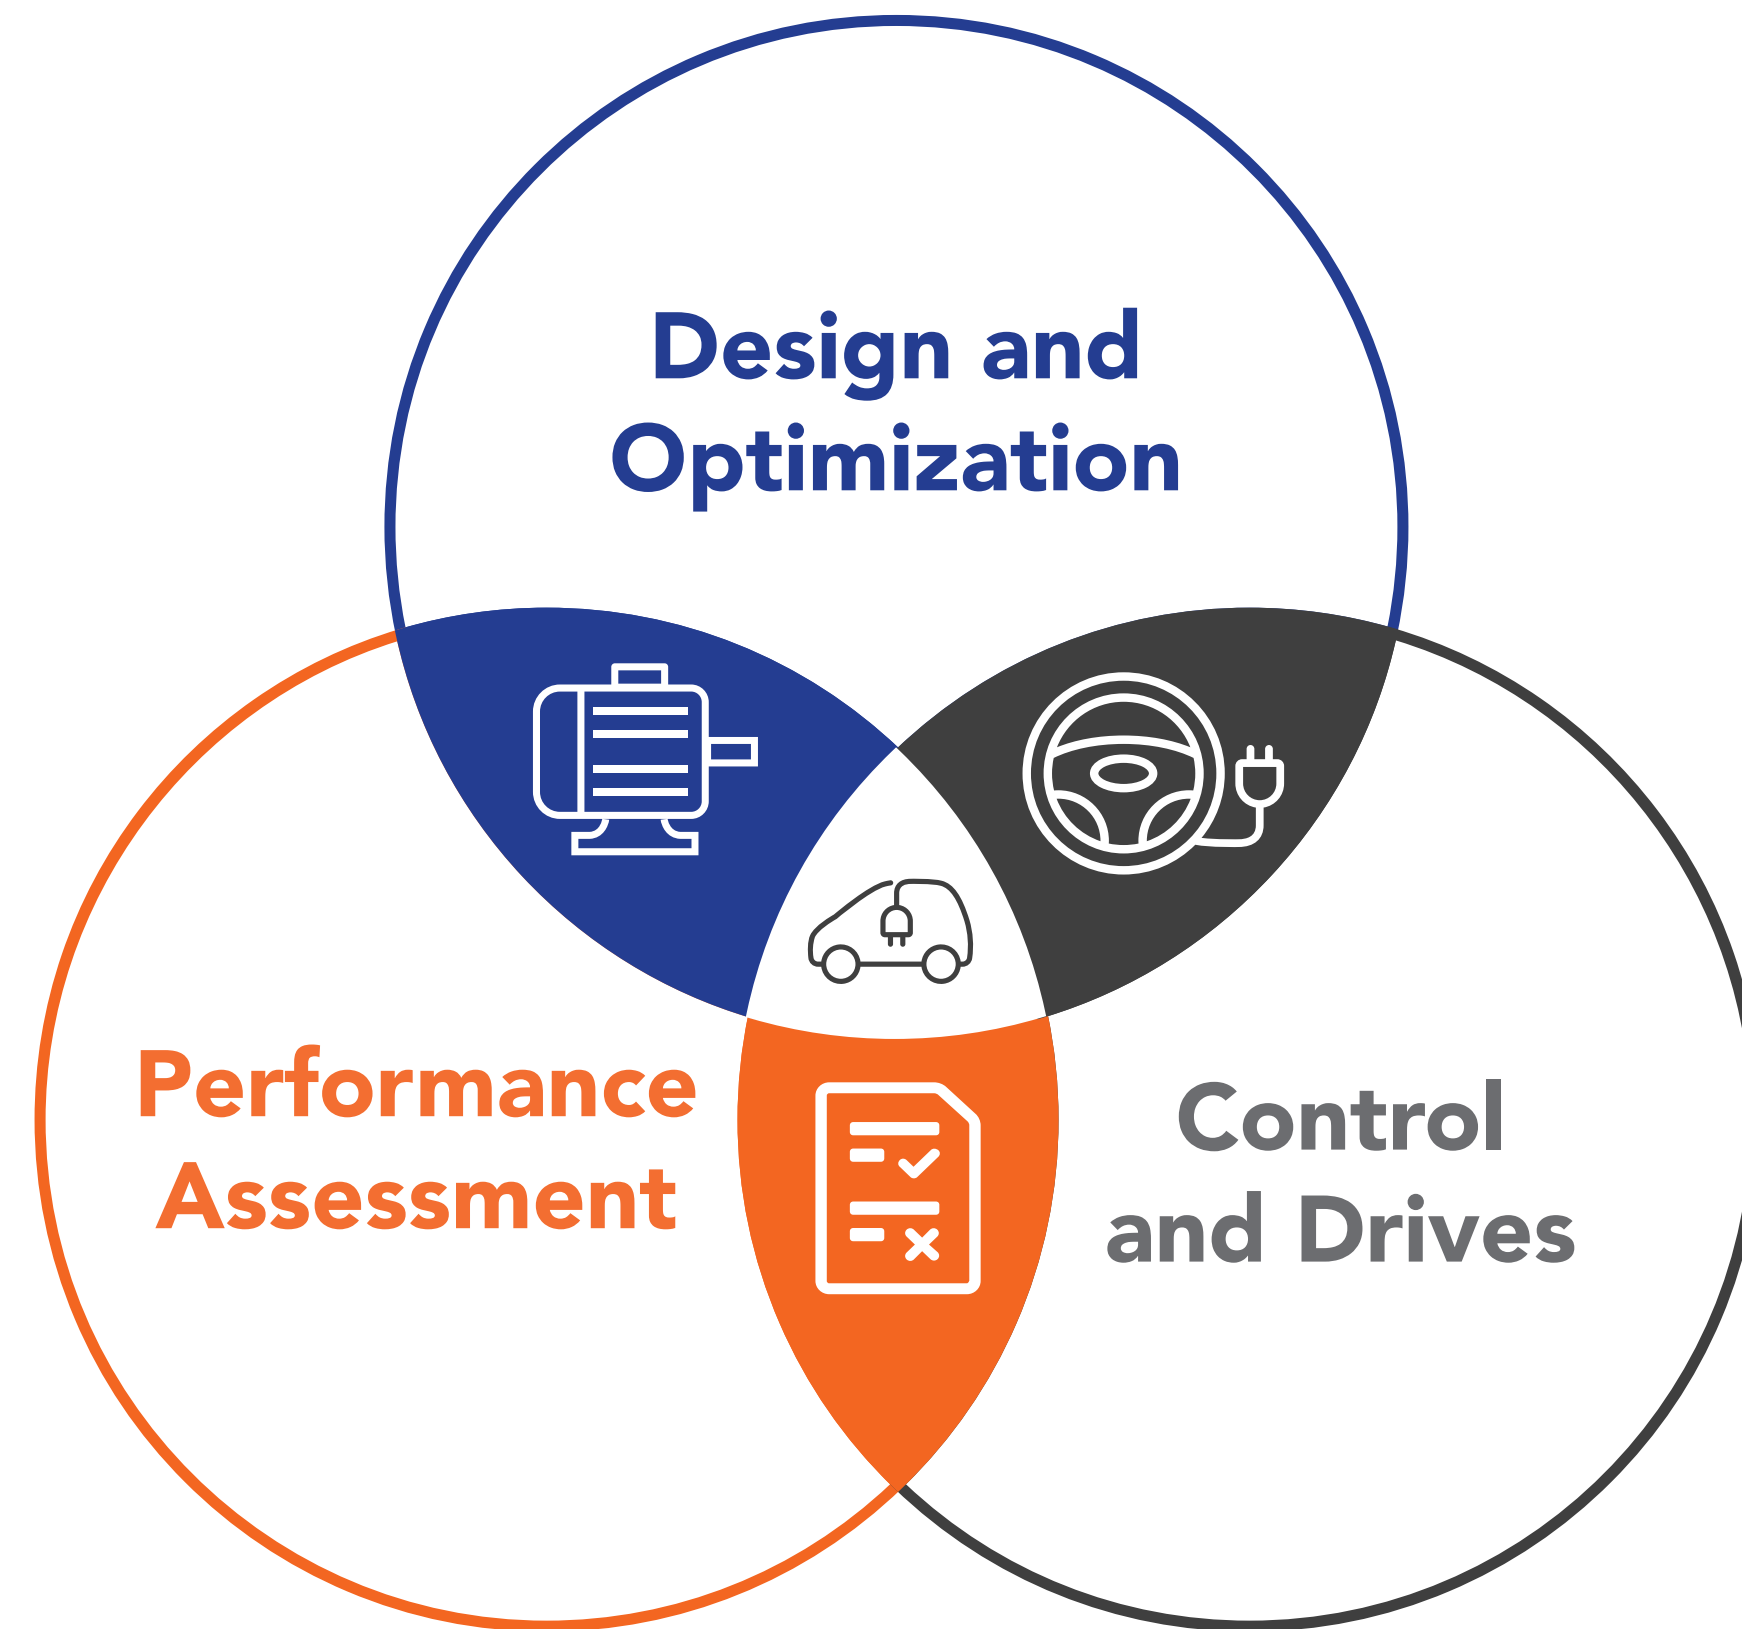 Design and
Optimization
Performance
Assessment
Control
and Drives